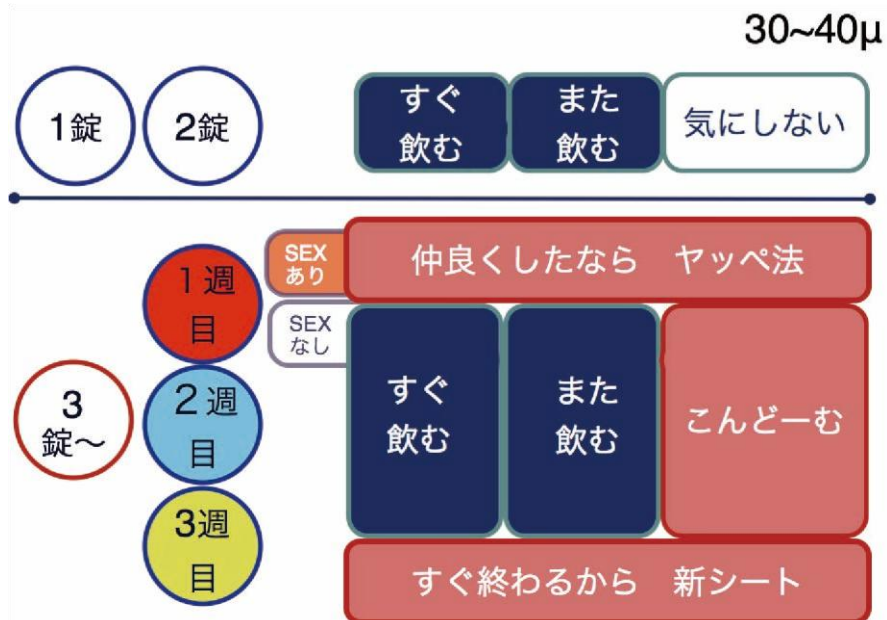 30~40μ
1錠
2錠
すぐ
飲む
また
飲む
気にしない
SEX
あり
仲良くしたなら　ヤッペ法
1週
目
SEX
なし
3
錠〜
2週
目
すぐ
飲む
また
飲む
こんどーむ
3週
目
すぐ終わるから　新シート